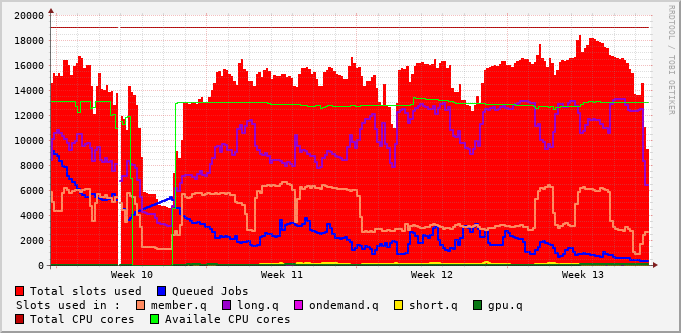 RRDTOOL / TOBI OETIKER
20000
18000
16000
14000
12000
10000
8000
6000
4000
2000
0
Week 10 Week 11 Week 12 Week 13
Total slots used Queued Jobs
Slots used in : member.q long.q ondemand.q short.q gpu.q
Total CPU cores Availale CPU cores